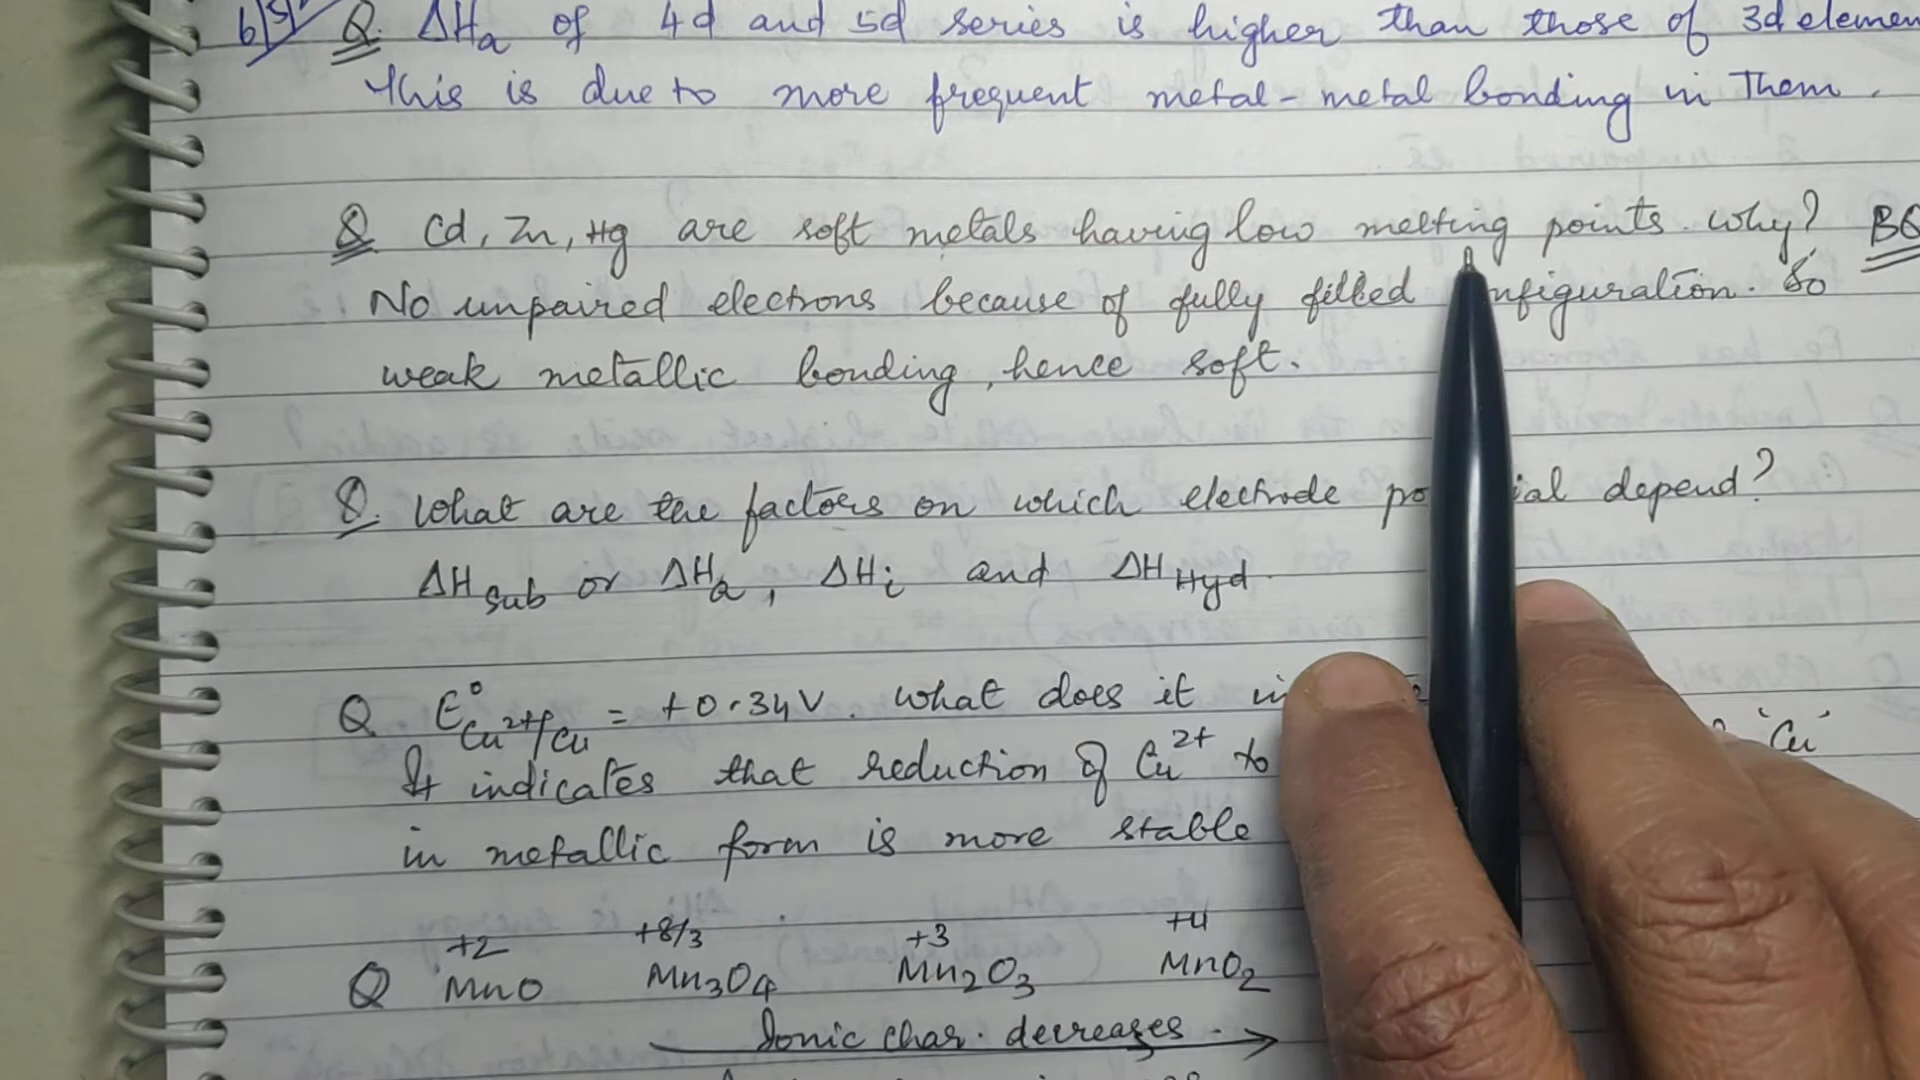 6/5/
Q. ΔHa of 4d and 5d series is higher than those of 3d elemen
This is due to more frequent metal-metal bonding in Them.
Q Cd, Zn, Hg are soft metals having low melting points. why? BQ
No unpaired electrons because of fully filled nfiguration. So
weak metallic bonding, hence soft.
Q. What are the factors on which electrode po ial depend?
ΔHsub or ΔHa, ΔHi and ΔHHyd.
Q E°Cu²⁺/Cu = +0.34V. What does it in
It indicates that reduction of Cu²⁺ to 'Cu'
in metallic form is more stable
+2 +8/3 +3 +4
Q MnO Mn3O4 Mn2O3 MnO2
Ionic char. decreases.